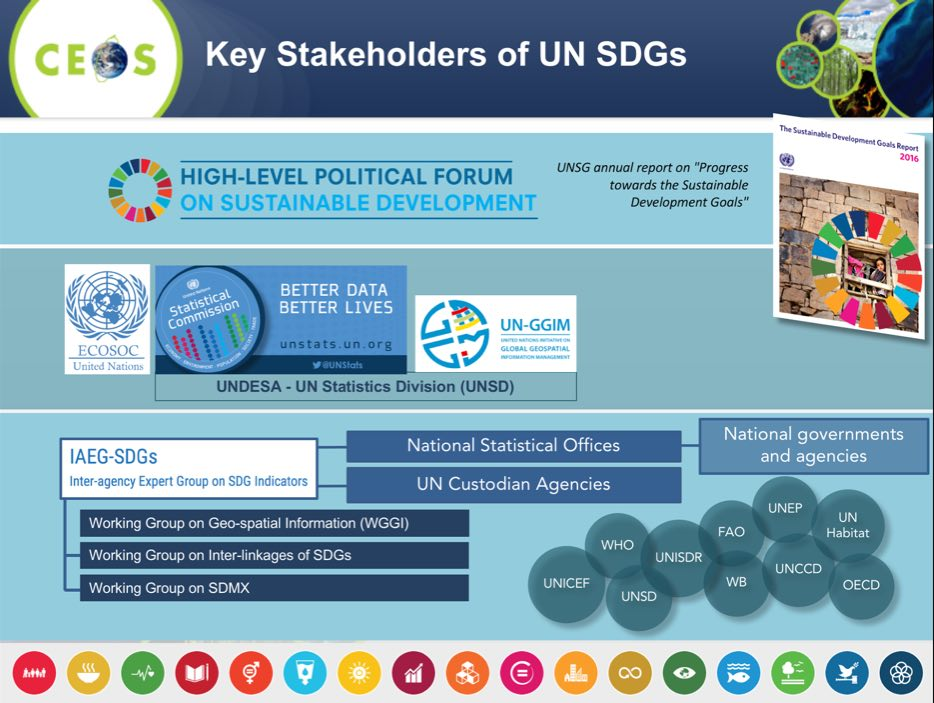 CEOS
Key Stakeholders of UN SDGs
The Sustainable Development Goals Report
2016
HIGH-LEVEL POLITICAL FORUM
ON SUSTAINABLE DEVELOPMENT
UNSG annual report on "Progress
towards the Sustainable
Development Goals"
ECOSOC
United Nations
Statistical
Commission
BETTER DATA
BETTER LIVES
unstats.un.org
@UNStats
UN-GGIM
UNITED NATIONS INITIATIVE ON
GLOBAL GEOSPATIAL
INFORMATION MANAGEMENT
UNDESA - UN Statistics Division (UNSD)
IAEG-SDGs
Inter-agency Expert Group on SDG Indicators
National Statistical Offices
UN Custodian Agencies
National governments
and agencies
Working Group on Geo-spatial Information (WGGI)
Working Group on Inter-linkages of SDGs
Working Group on SDMX
UNICEF
WHO
UNSD
UNISDR
FAO
WB
UNEP
UNCCD
UN
Habitat
OECD